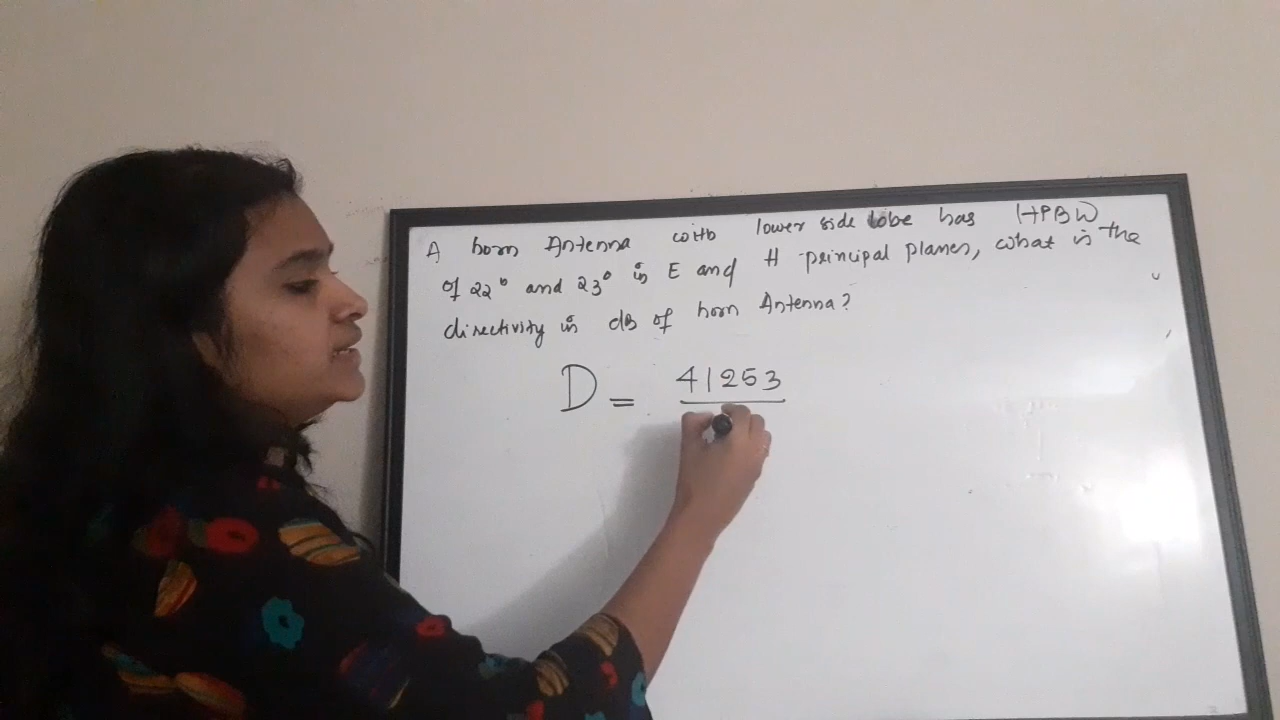 A horn Antenna with lower side lobe has HPBW
of 22° and 23° in E and H principal planes, what is the
directivity in dB of horn Antenna?
D = 41253